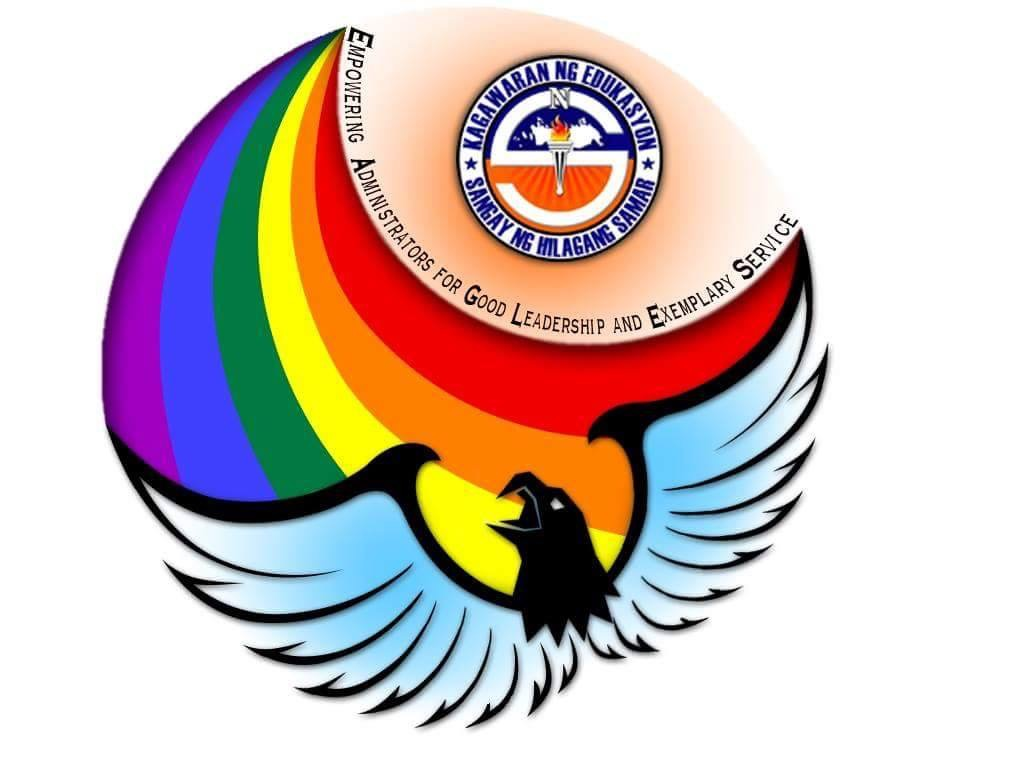 KAGAWARAN NG EDUKASYON
N
SANGAY NG HILAGANG SAMAR
EMPOWERING ADMINISTRATORS FOR GOOD LEADERSHIP AND EXEMPLARY SERVICE